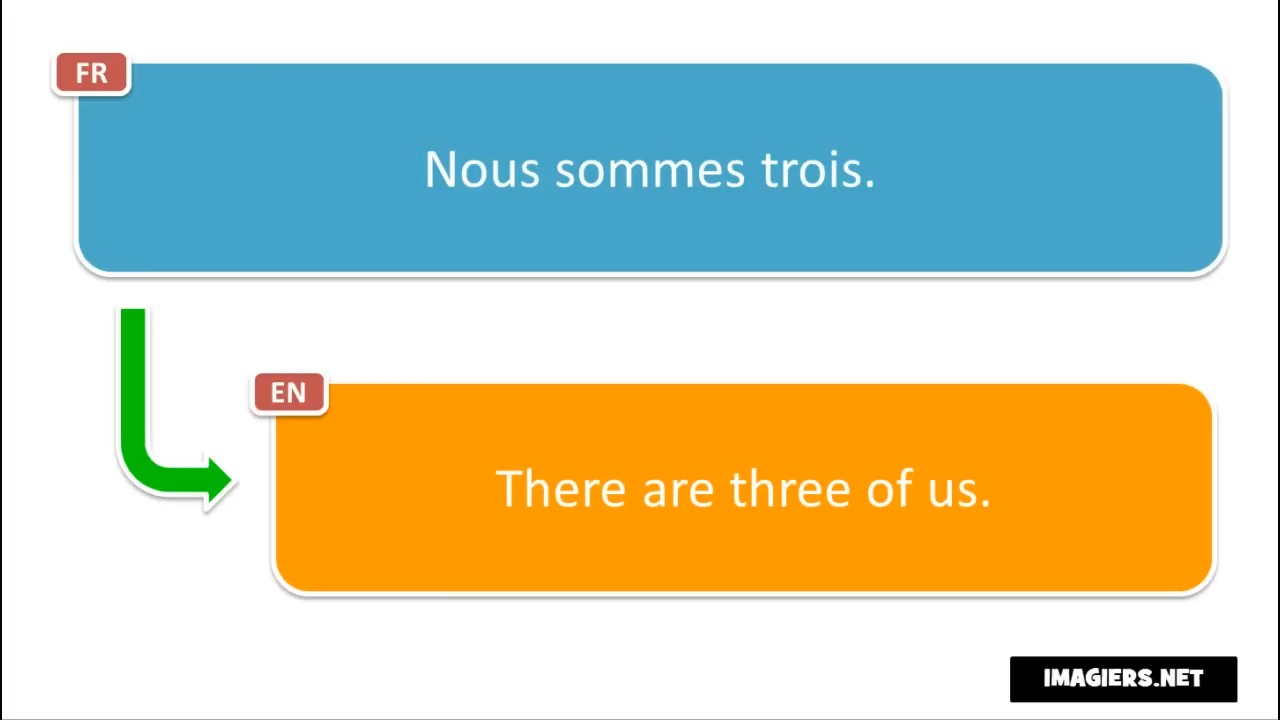 FR
Nous sommes trois.
EN
There are three of us.
IMAGIERS.NET